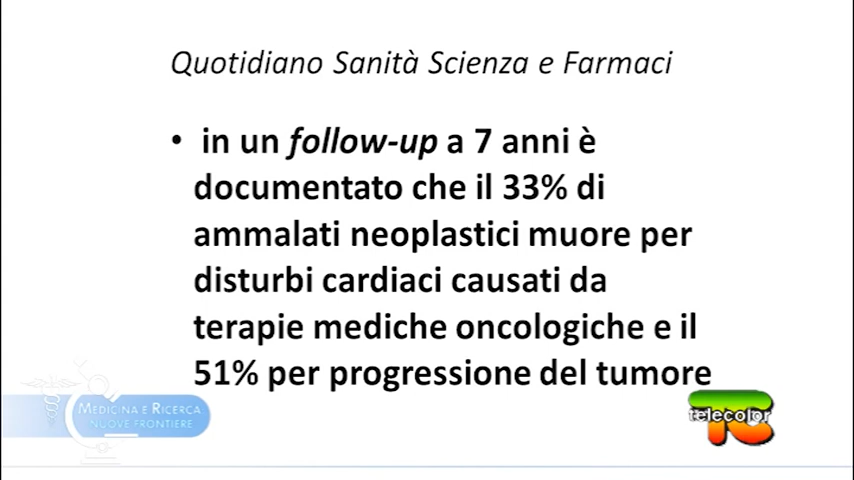 Quotidiano Sanità Scienza e Farmaci
• in un follow-up a 7 anni è
documentato che il 33% di
ammalati neoplastici muore per
disturbi cardiaci causati da
terapie mediche oncologiche e il
51% per progressione del tumore
MEDICINA E RICERCA
NUOVE FRONTIERE
telecolor